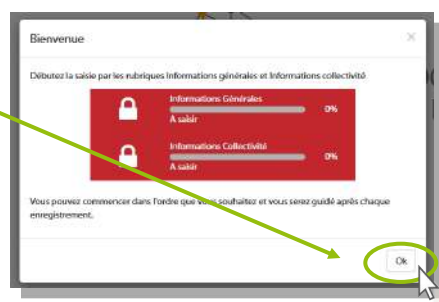 Bienvenue
Débutez la saisie par les rubriques Informations générales et Informations collectivité
Informations Générales
0%
A saisir
Informations Collectivité
0%
A saisir
Vous pouvez commencer dans l'ordre que vous souhaitez et vous serez guidé après chaque
enregistrement.
Ok